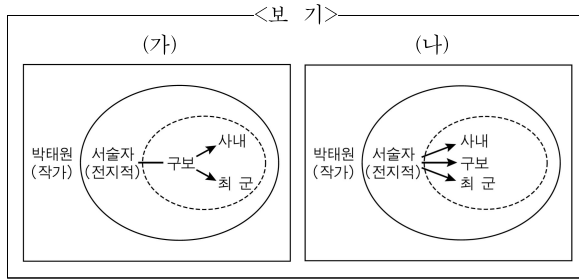 <보 기>
(가) (나)
사내 사내
박태원 서술자 구보 박태원 서술자 구보
(작가) (전지적) 최 군 (작가) (전지적) 최 군